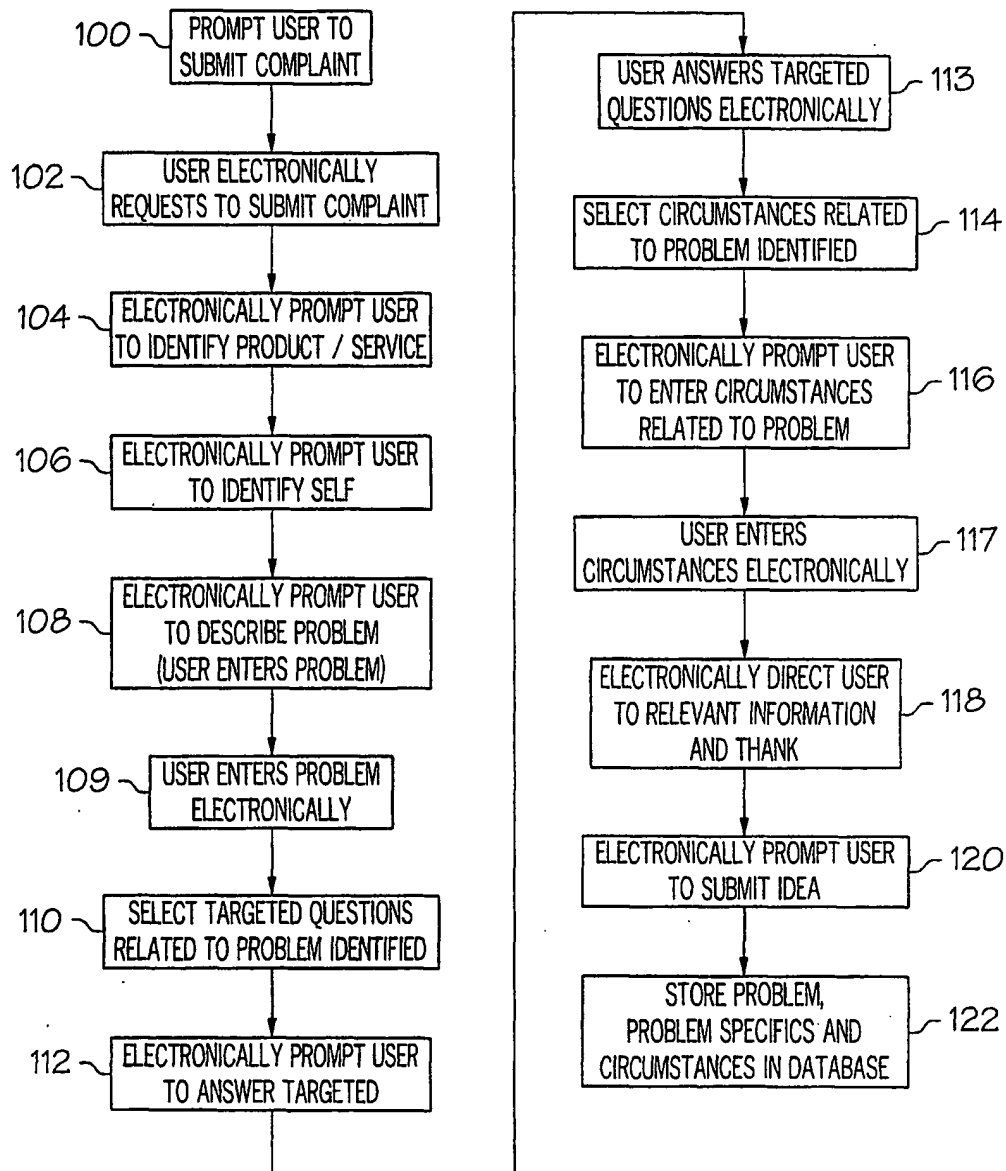 100
PROMPT USER TO
SUBMIT COMPLAINT
102
USER ELECTRONICALLY
REQUESTS TO SUBMIT COMPLAINT
104
ELECTRONICALLY PROMPT USER
TO IDENTIFY PRODUCT / SERVICE
106
ELECTRONICALLY PROMPT USER
TO IDENTIFY SELF
108
ELECTRONICALLY PROMPT USER
TO DESCRIBE PROBLEM
(USER ENTERS PROBLEM)
109
USER ENTERS PROBLEM
ELECTRONICALLY
110
SELECT TARGETED QUESTIONS
RELATED TO PROBLEM IDENTIFIED
112
ELECTRONICALLY PROMPT USER
TO ANSWER TARGETED
USER ANSWERS TARGETED
QUESTIONS ELECTRONICALLY
113
SELECT CIRCUMSTANCES RELATED
TO PROBLEM IDENTIFIED
114
ELECTRONICALLY PROMPT USER
TO ENTER CIRCUMSTANCES
RELATED TO PROBLEM
116
USER ENTERS
CIRCUMSTANCES ELECTRONICALLY
117
ELECTRONICALLY DIRECT USER
TO RELEVANT INFORMATION
AND THANK
118
ELECTRONICALLY PROMPT USER
TO SUBMIT IDEA
120
STORE PROBLEM,
PROBLEM SPECIFICS AND
CIRCUMSTANCES IN DATABASE
122